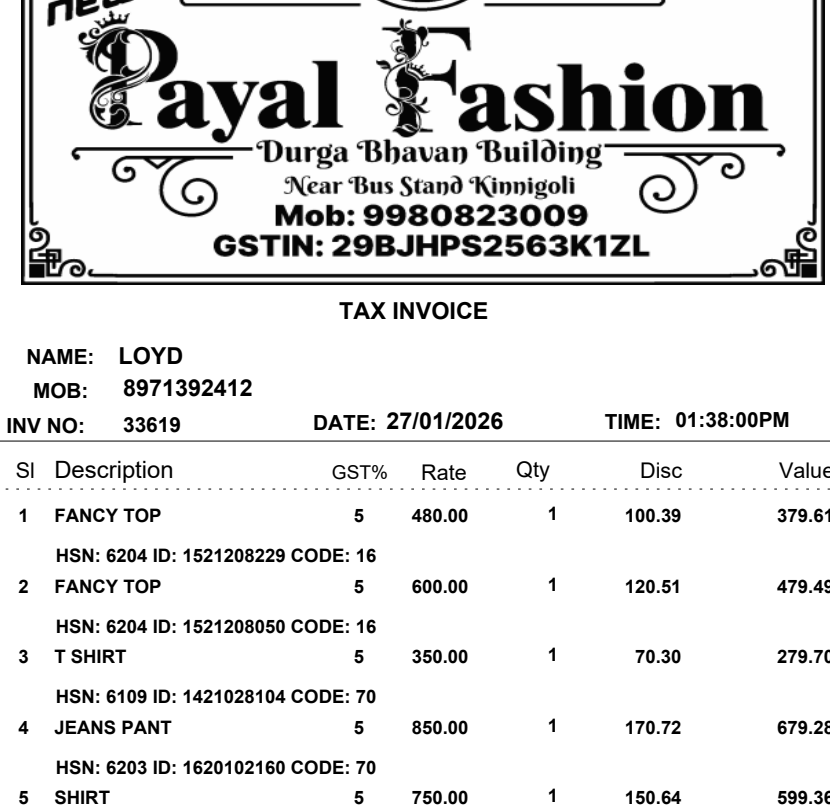 new
Payal Fashion
Durga Bhavan Building
Near Bus Stand Kinnigoli
Mob: 9980823009
GSTIN: 29BJHPS2563K1ZL
TAX INVOICE
NAME: LOYD
MOB: 8971392412
INV NO: 33619 DATE: 27/01/2026 TIME: 01:38:00PM
Sl Description GST% Rate Qty Disc Value
1 FANCY TOP 5 480.00 1 100.39 379.61
HSN: 6204 ID: 1521208229 CODE: 16
2 FANCY TOP 5 600.00 1 120.51 479.49
HSN: 6204 ID: 1521208050 CODE: 16
3 T SHIRT 5 350.00 1 70.30 279.70
HSN: 6109 ID: 1421028104 CODE: 70
4 JEANS PANT 5 850.00 1 170.72 679.28
HSN: 6203 ID: 1620102160 CODE: 70
5 SHIRT 5 750.00 1 150.64 599.36